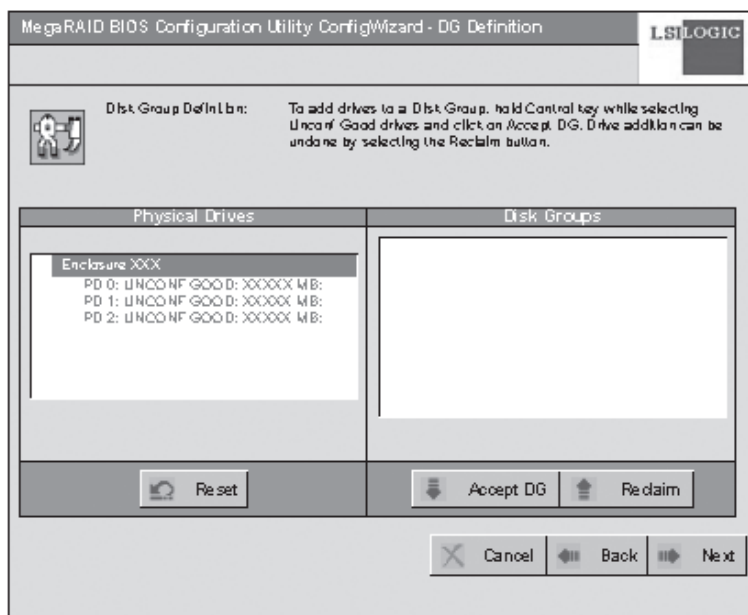 MegaRAID BIOS Configuration Utility ConfigWizard - DG Definition
LSI LOGIC
Disk Group Definition:
To add drives to a Disk Group, hold Control key while selecting
Unconf Good drives and click on Accept DG. Drive addition can be
undone by selecting the Reclaim button.
Physical Drives
Disk Groups
Enclosure XXX
PD 0: UNCONF GOOD: XXXXX MB:
PD 1: UNCONF GOOD: XXXXX MB:
PD 2: UNCONF GOOD: XXXXX MB:
Reset
Accept DG
Reclaim
Cancel
Back
Next